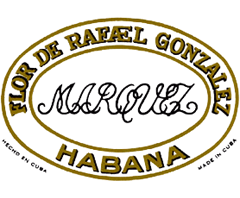 FLOR DE RAFAEL GONZALEZ
MARQUEZ
HABANA
HECHO EN CUBA
MADE IN CUBA